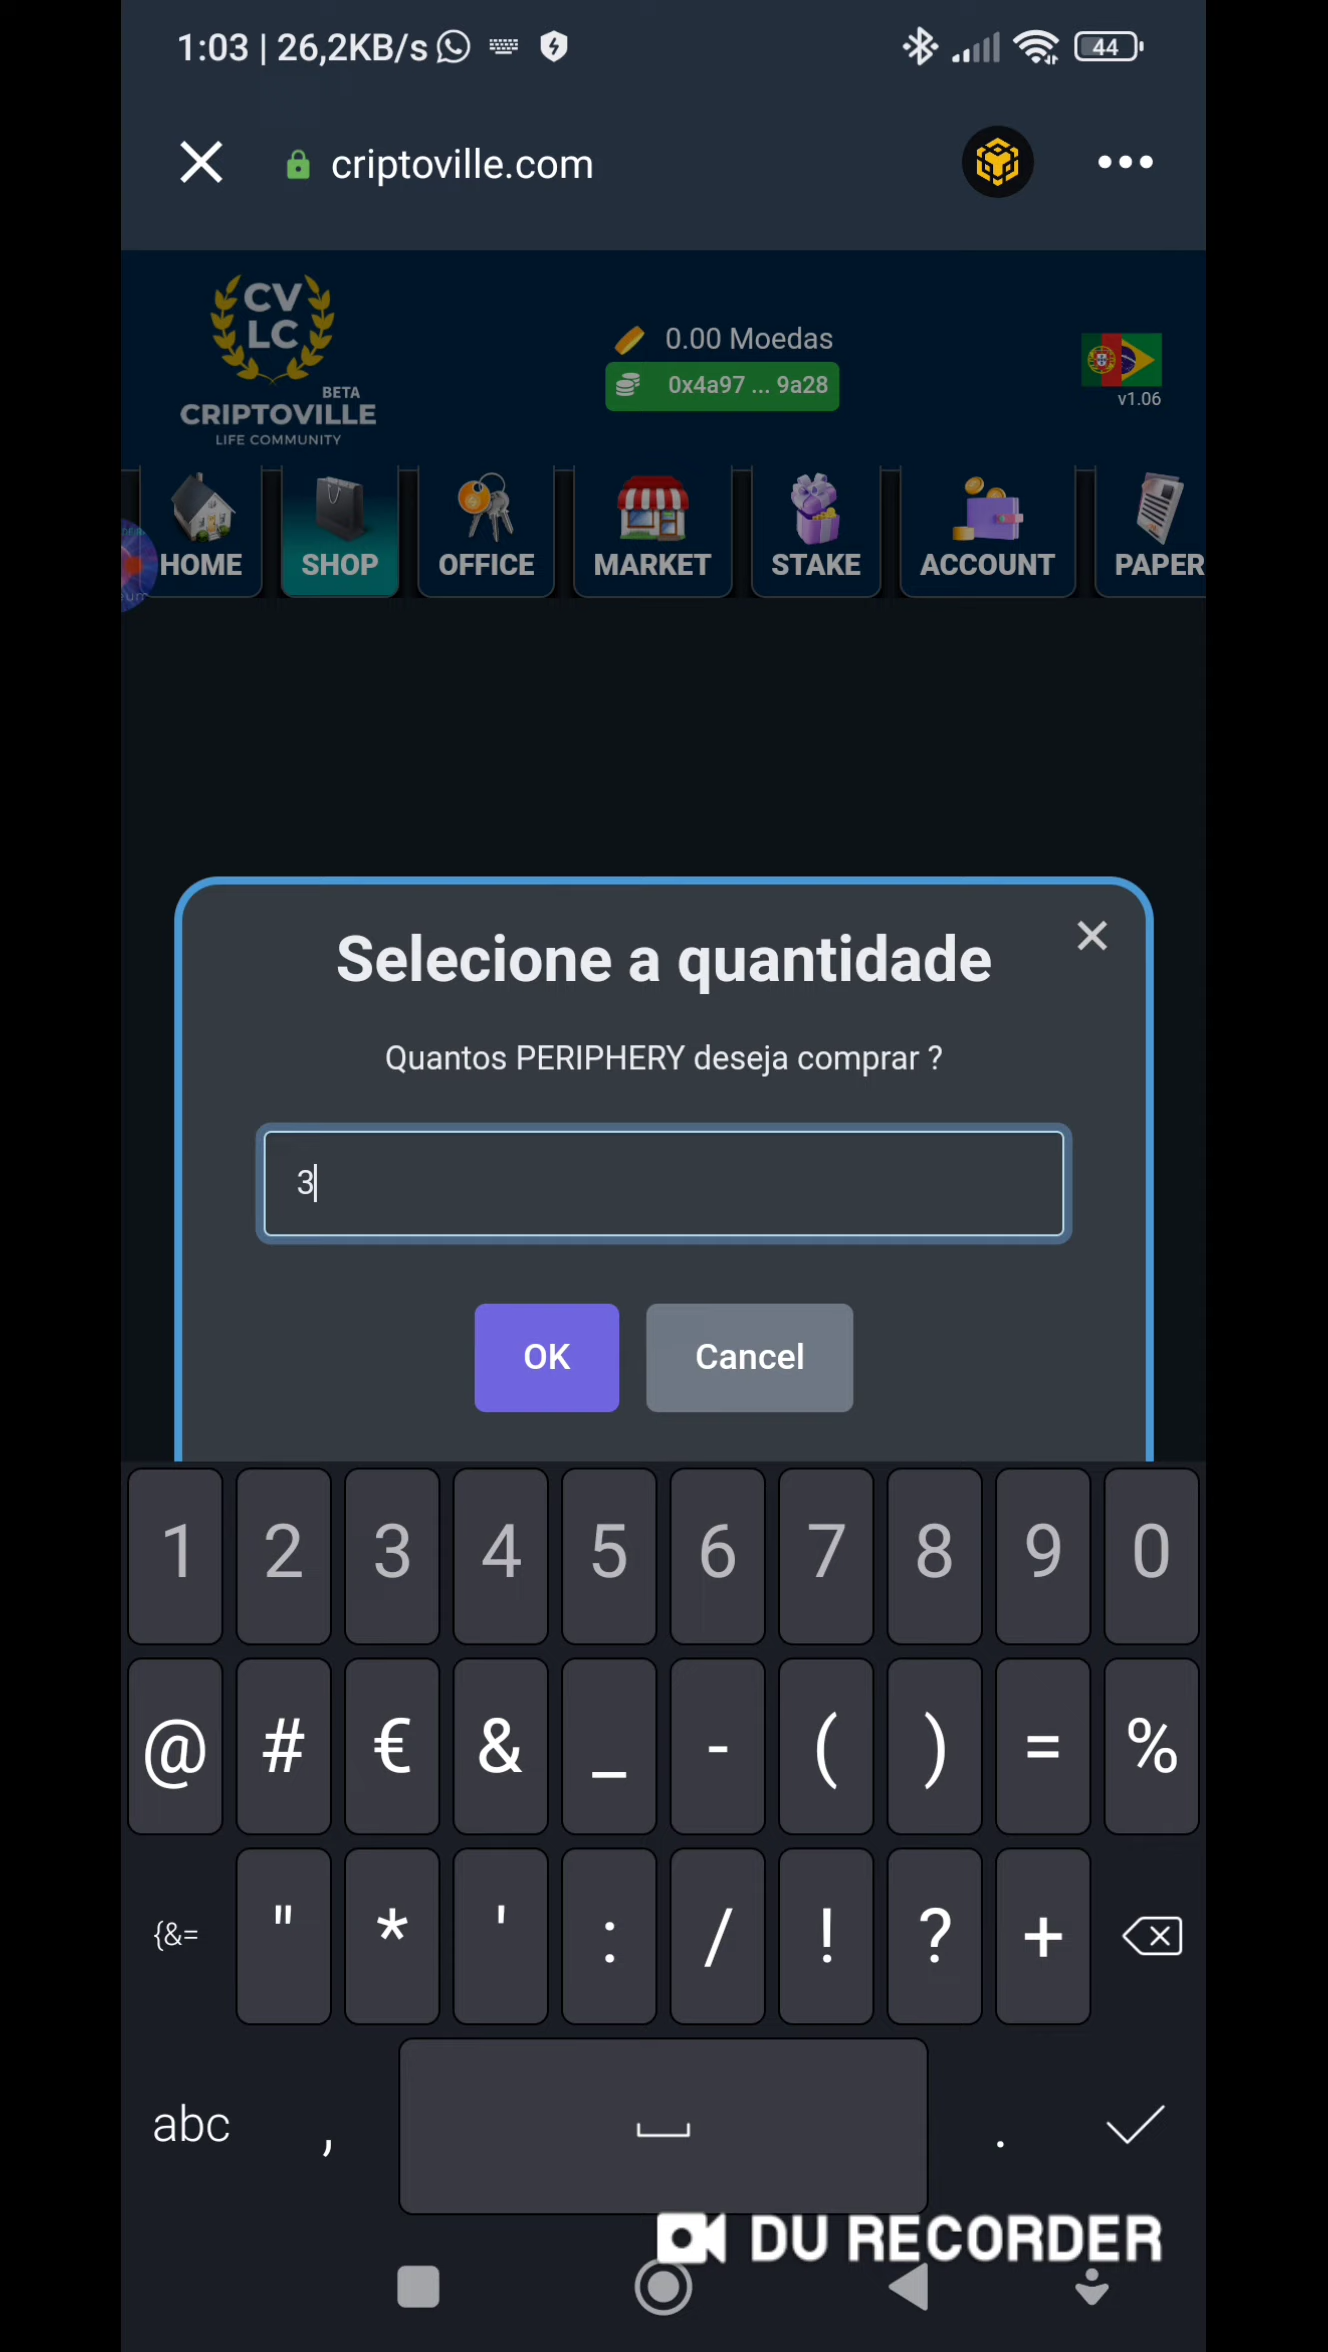 1:03 | 26,2KB/s
44
criptoville.com
CV
LC
BETA
CRIPTOVILLE
LIFE COMMUNITY
0.00 Moedas
0x4a97 ... 9a28
v1.06
HOME
SHOP
OFFICE
MARKET
STAKE
ACCOUNT
PAPER
Selecione a quantidade
Quantos PERIPHERY deseja comprar ?
3
OK
Cancel
1 2 3 4 5 6 7 8 9 0
@ # € & _ - ( ) = %
{&= " * ' : / ! ? +
abc , .
DU RECORDER